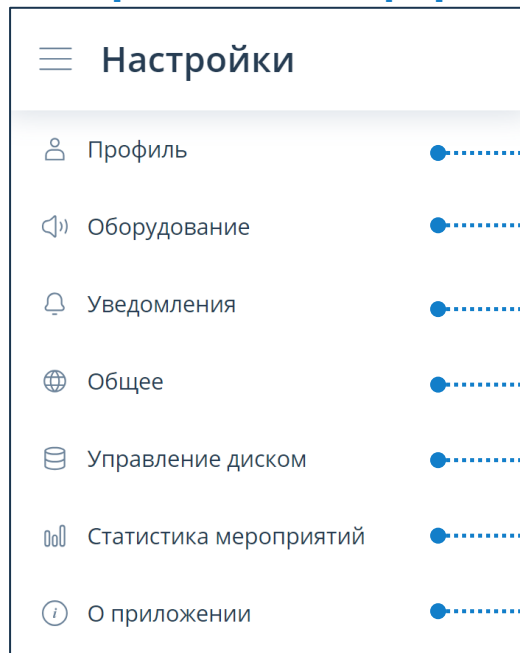 Настройки
Профиль
Оборудование
Уведомления
Общее
Управление диском
Статистика мероприятий
О приложении